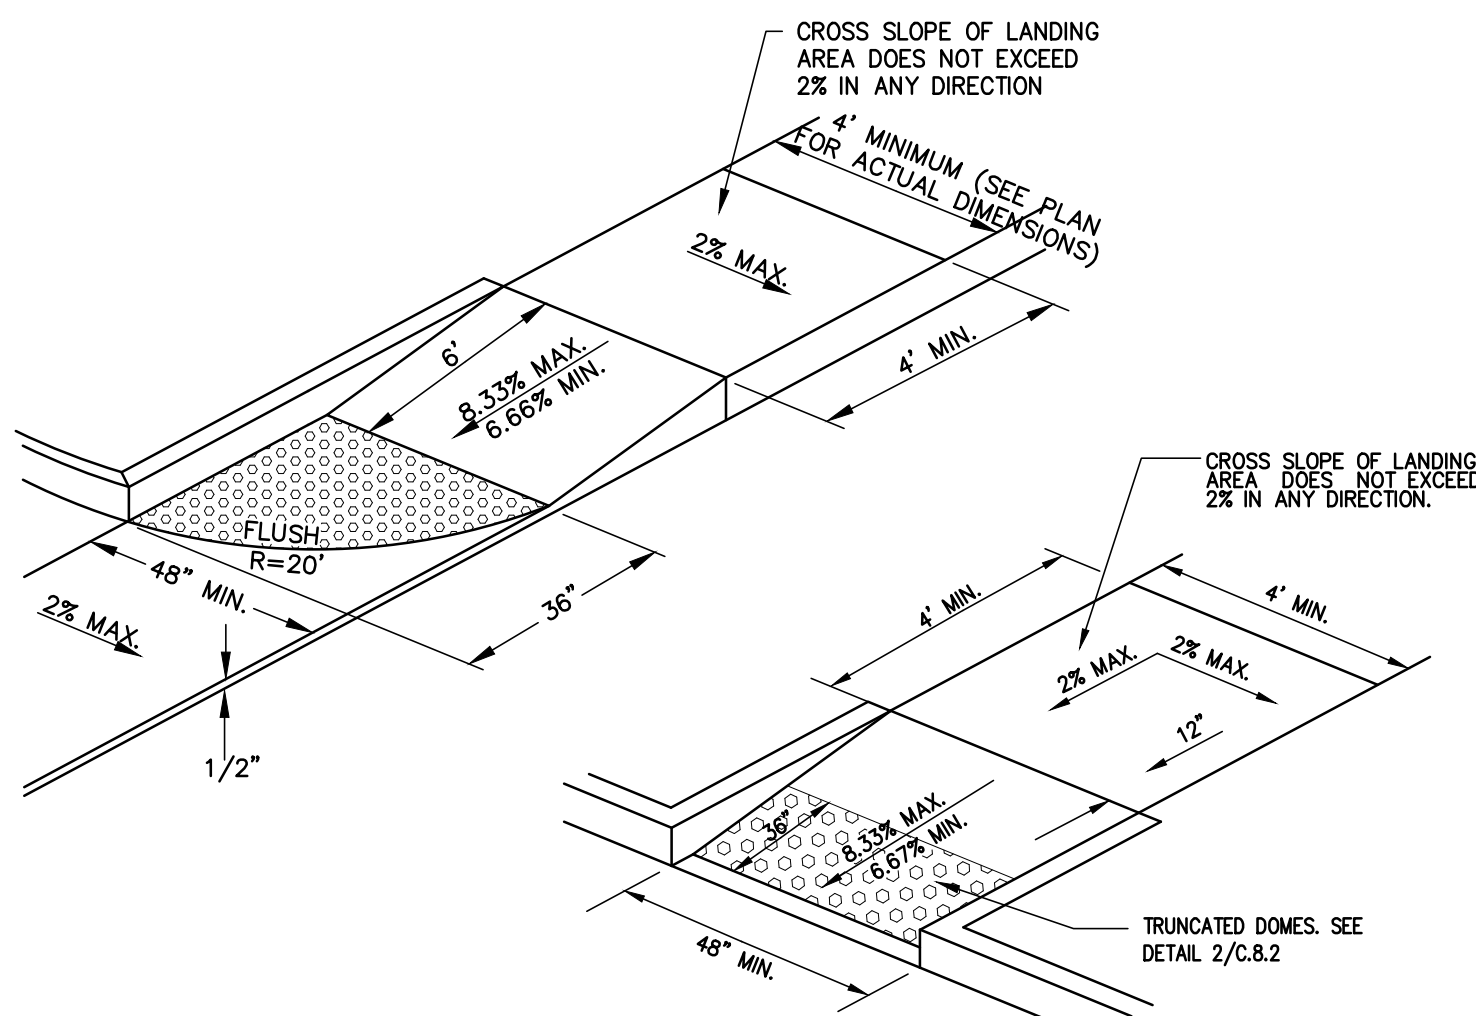 CROSS SLOPE OF LANDING
AREA DOES NOT EXCEED
2% IN ANY DIRECTION
4' MINIMUM (SEE PLAN
FOR ACTUAL DIMENSIONS)
2% MAX.
6'
8.33% MAX.
6.66% MIN.
4' MIN.
FLUSH
R=20'
48" MIN.
36"
2% MAX.
1/2"
CROSS SLOPE OF LANDING
AREA DOES NOT EXCEED
2% IN ANY DIRECTION.
4' MIN.
4' MIN.
2% MAX.
2% MAX.
12"
36"
8.33% MAX.
6.67% MIN.
48" MIN.
TRUNCATED DOMES. SEE
DETAIL 2/C.8.2